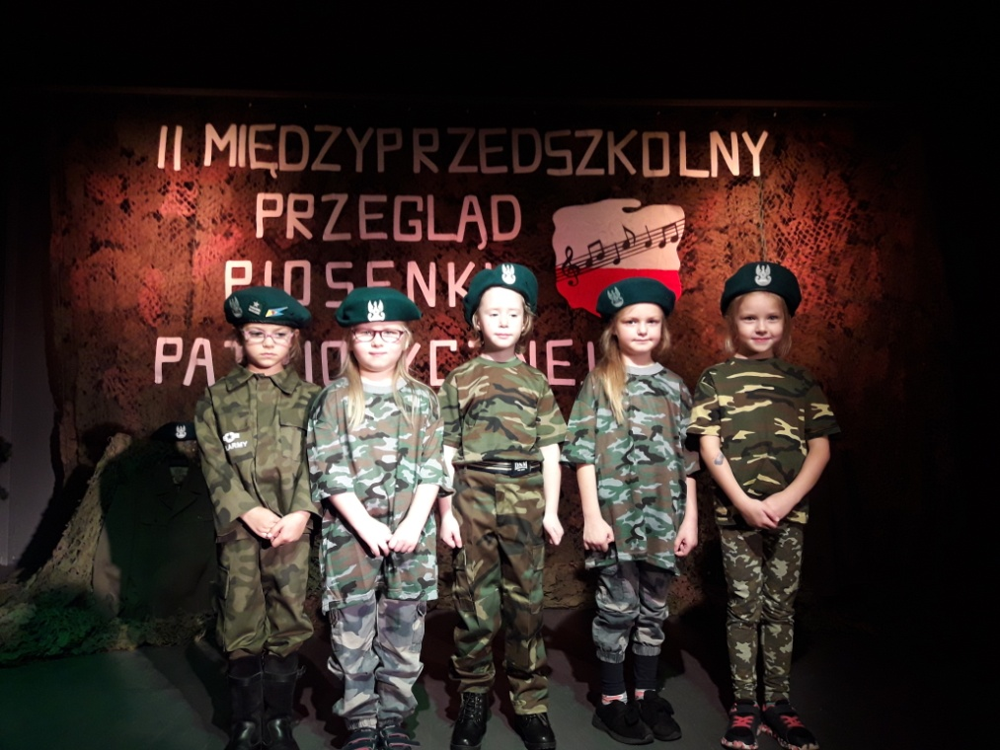 II MIĘDZYPRZEDSZKOLNY
PRZEGLĄD
PIOSENKI
ARMY